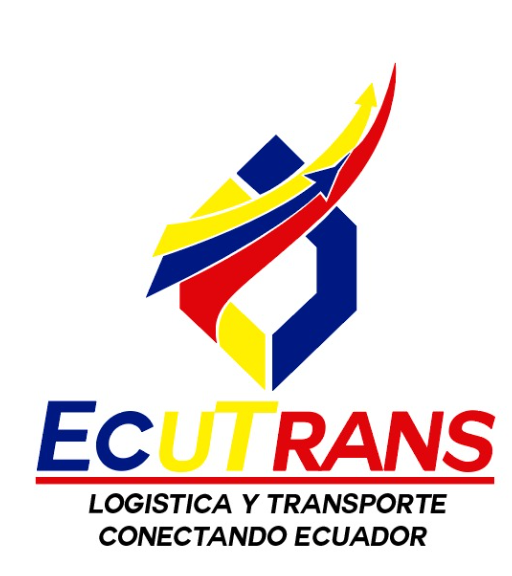 ECUTRANS
LOGISTICA Y TRANSPORTE
CONECTANDO ECUADOR